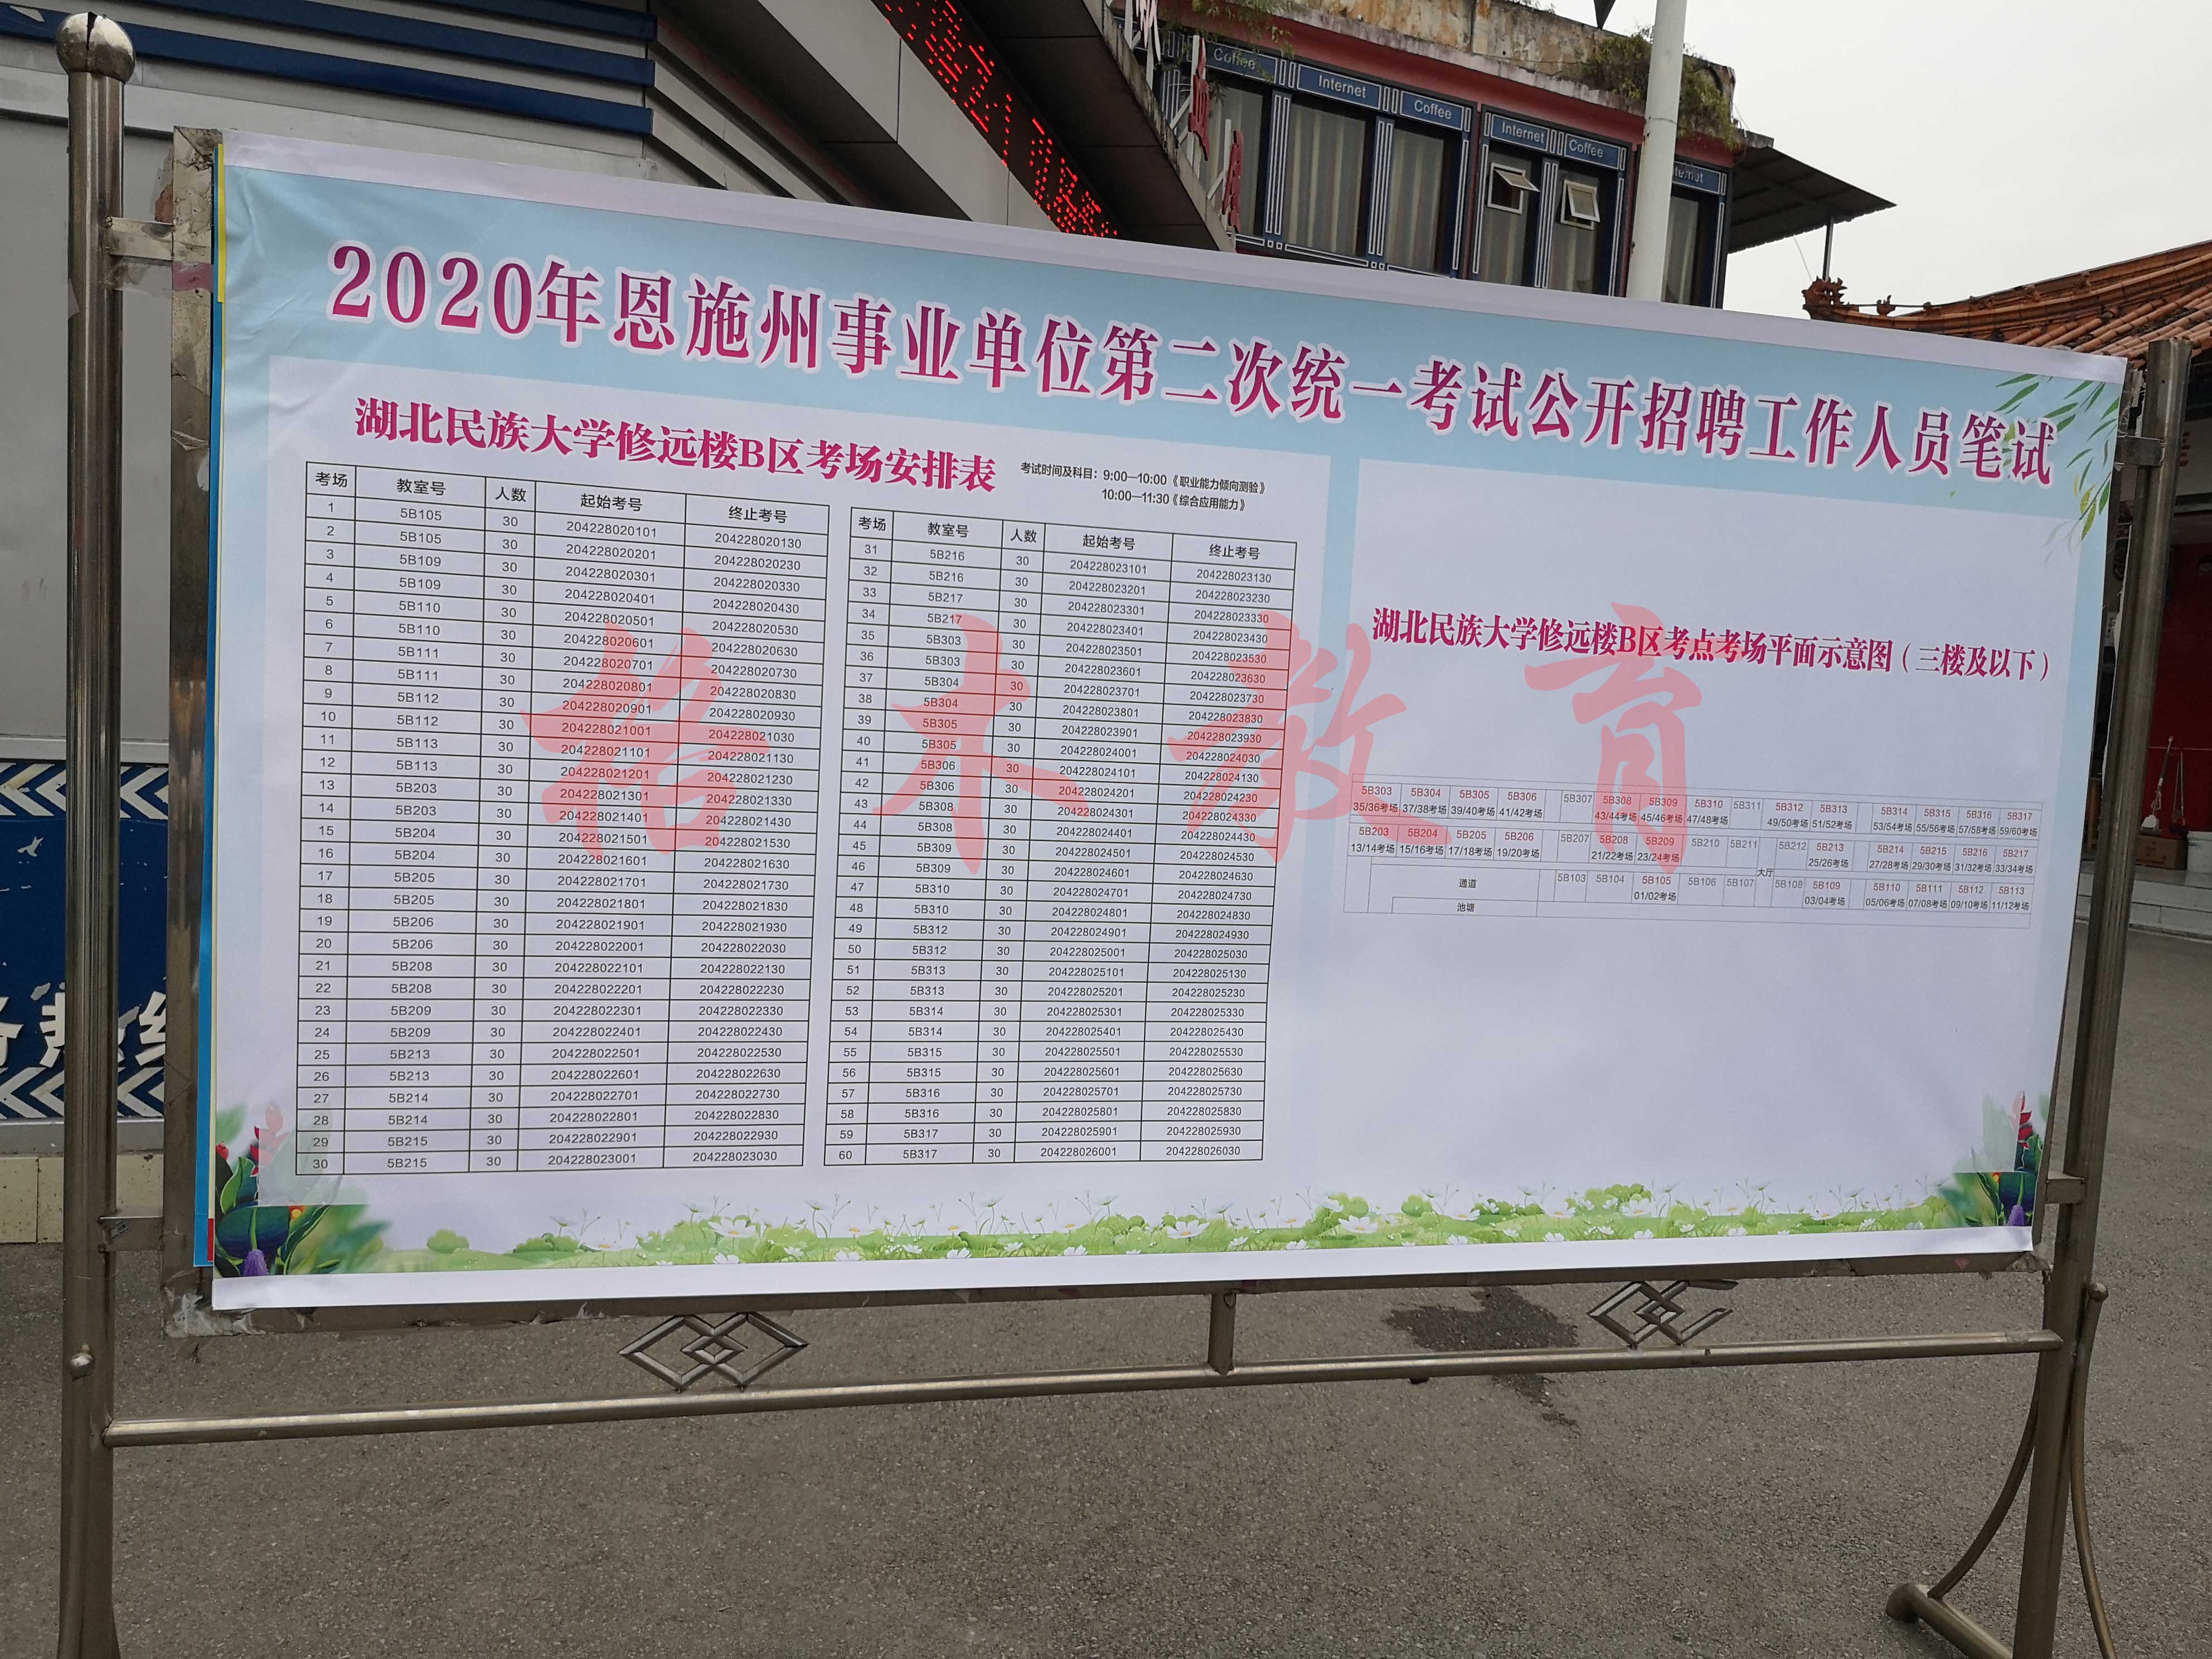 Coffee
Internet
Coffee
Internet
Coffee
2020年恩施州事业单位第二次统一考试公开招聘工作人员笔试
湖北民族大学修远楼B区考场安排表
考试时间及科目：9:00—10:00《职业能力倾向测验》
10:00—11:30《综合应用能力》
考场 教室号 人数 起始考号 终止考号
1 5B105 30 204228020101 204228020130
2 5B105 30 204228020201 204228020230
3 5B109 30 204228020301 204228020330
4 5B109 30 204228020401 204228020430
5 5B110 30 204228020501 204228020530
6 5B110 30 204228020601 204228020630
7 5B111 30 204228020701 204228020730
8 5B111 30 204228020801 204228020830
9 5B112 30 204228020901 204228020930
10 5B112 30 204228021001 204228021030
11 5B113 30 204228021101 204228021130
12 5B113 30 204228021201 204228021230
13 5B203 30 204228021301 204228021330
14 5B203 30 204228021401 204228021430
15 5B204 30 204228021501 204228021530
16 5B204 30 204228021601 204228021630
17 5B205 30 204228021701 204228021730
18 5B205 30 204228021801 204228021830
19 5B206 30 204228021901 204228021930
20 5B206 30 204228022001 204228022030
21 5B208 30 204228022101 204228022130
22 5B208 30 204228022201 204228022230
23 5B209 30 204228022301 204228022330
24 5B209 30 204228022401 204228022430
25 5B213 30 204228022501 204228022530
26 5B213 30 204228022601 204228022630
27 5B214 30 204228022701 204228022730
28 5B214 30 204228022801 204228022830
29 5B215 30 204228022901 204228022930
30 5B215 30 204228023001 204228023030
考场 教室号 人数 起始考号 终止考号
31 5B216 30 204228023101 204228023130
32 5B216 30 204228023201 204228023230
33 5B217 30 204228023301 204228023330
34 5B217 30 204228023401 204228023430
35 5B303 30 204228023501 204228023530
36 5B303 30 204228023601 204228023630
37 5B304 30 204228023701 204228023730
38 5B304 30 204228023801 204228023830
39 5B305 30 204228023901 204228023930
40 5B305 30 204228024001 204228024030
41 5B306 30 204228024101 204228024130
42 5B306 30 204228024201 204228024230
43 5B308 30 204228024301 204228024330
44 5B308 30 204228024401 204228024430
45 5B309 30 204228024501 204228024530
46 5B309 30 204228024601 204228024630
47 5B310 30 204228024701 204228024730
48 5B310 30 204228024801 204228024830
49 5B312 30 204228024901 204228024930
50 5B312 30 204228025001 204228025030
51 5B313 30 204228025101 204228025130
52 5B313 30 204228025201 204228025230
53 5B314 30 204228025301 204228025330
54 5B314 30 204228025401 204228025430
55 5B315 30 204228025501 204228025530
56 5B315 30 204228025601 204228025630
57 5B316 30 204228025701 204228025730
58 5B316 30 204228025801 204228025830
59 5B317 30 204228025901 204228025930
60 5B317 30 204228026001 204228026030
湖北民族大学修远楼B区考点考场平面示意图（三楼及以下）
5B303 5B304 5B305 5B306 5B307 5B308 5B309 5B310 5B311 5B312 5B313 5B314 5B315 5B316 5B317
35/36考场 37/38考场 39/40考场 41/42考场 43/44考场 45/46考场 47/48考场 49/50考场 51/52考场 53/54考场 55/56考场 57/58考场 59/60考场
5B203 5B204 5B205 5B206 5B207 5B208 5B209 5B210 5B211 5B212 5B213 5B214 5B215 5B216 5B217
13/14考场 15/16考场 17/18考场 19/20考场 21/22考场 23/24考场 25/26考场 27/28考场 29/30考场 31/32考场 33/34考场
大厅
通道 5B103 5B104 5B105 5B106 5B107 5B108 5B109 5B110 5B111 5B112 5B113
01/02考场 03/04考场 05/06考场 07/08考场 09/10考场 11/12考场
池塘
木教育